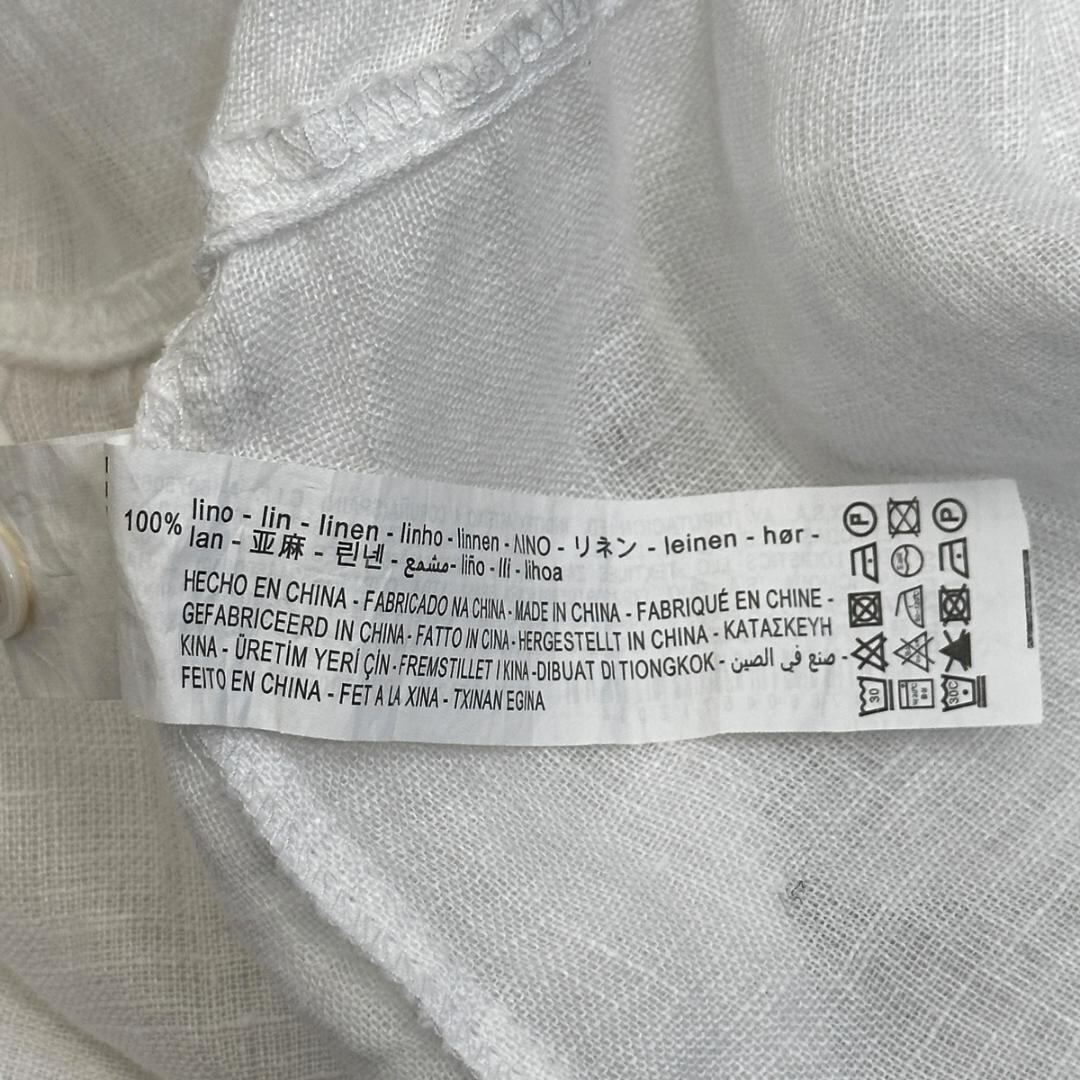 100% lino - lin - linen - linho - linnen - ΛΙΝΟ - リネン - leinen - hør -
lan - 亚麻 - 린넨 - مشمع - liño - lli - lihoa
HECHO EN CHINA - FABRICADO NA CHINA - MADE IN CHINA - FABRIQUÉ EN CHINE -
GEFABRICEERD IN CHINA - FATTO IN CINA - HERGESTELLT IN CHINA - ΚΑΤΑΣΚΕΥΗ
KINA - ÜRETİM YERİ ÇİN - FREMSTILLET I KINA - DIBUAT DI TIONGKOK - صنع في الصين -
FEITO EN CHINA - FET A LA XINA - TXINAN EGINA
P P
30 30C